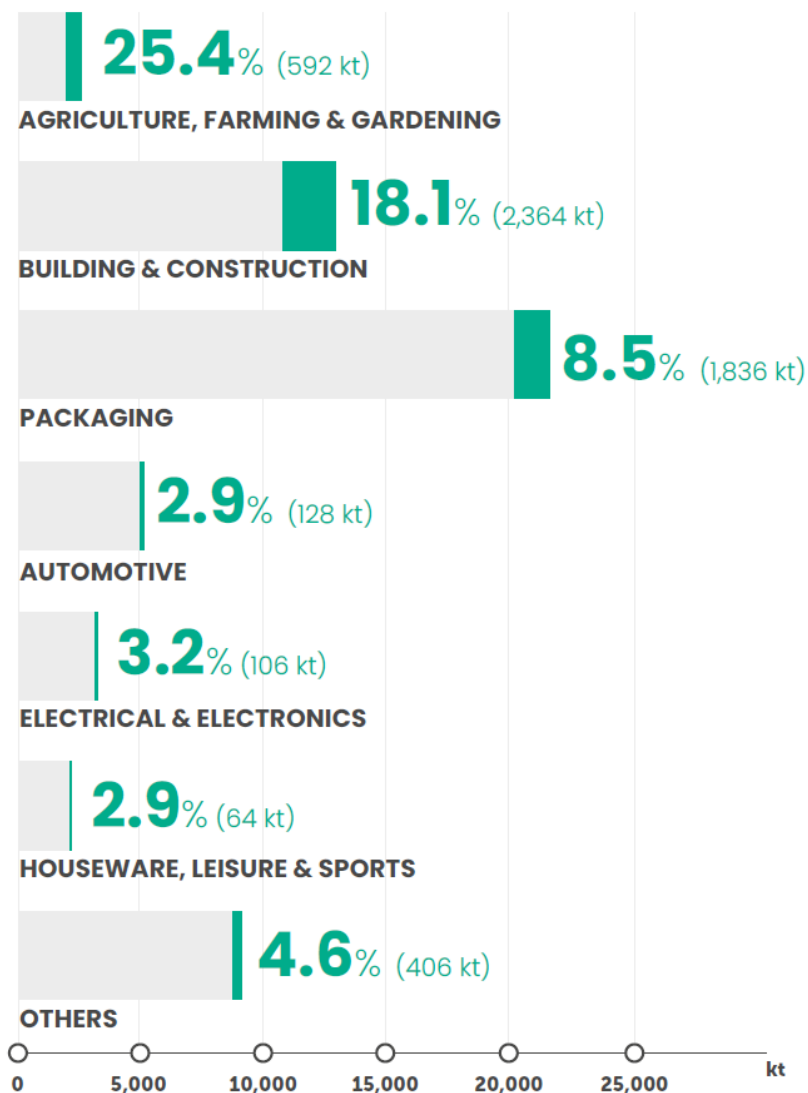 25.4% (592 kt)
AGRICULTURE, FARMING & GARDENING
18.1% (2,364 kt)
BUILDING & CONSTRUCTION
8.5% (1,836 kt)
PACKAGING
2.9% (128 kt)
AUTOMOTIVE
3.2% (106 kt)
ELECTRICAL & ELECTRONICS
2.9% (64 kt)
HOUSEWARE, LEISURE & SPORTS
4.6% (406 kt)
OTHERS
0 5,000 10,000 15,000 20,000 25,000 kt